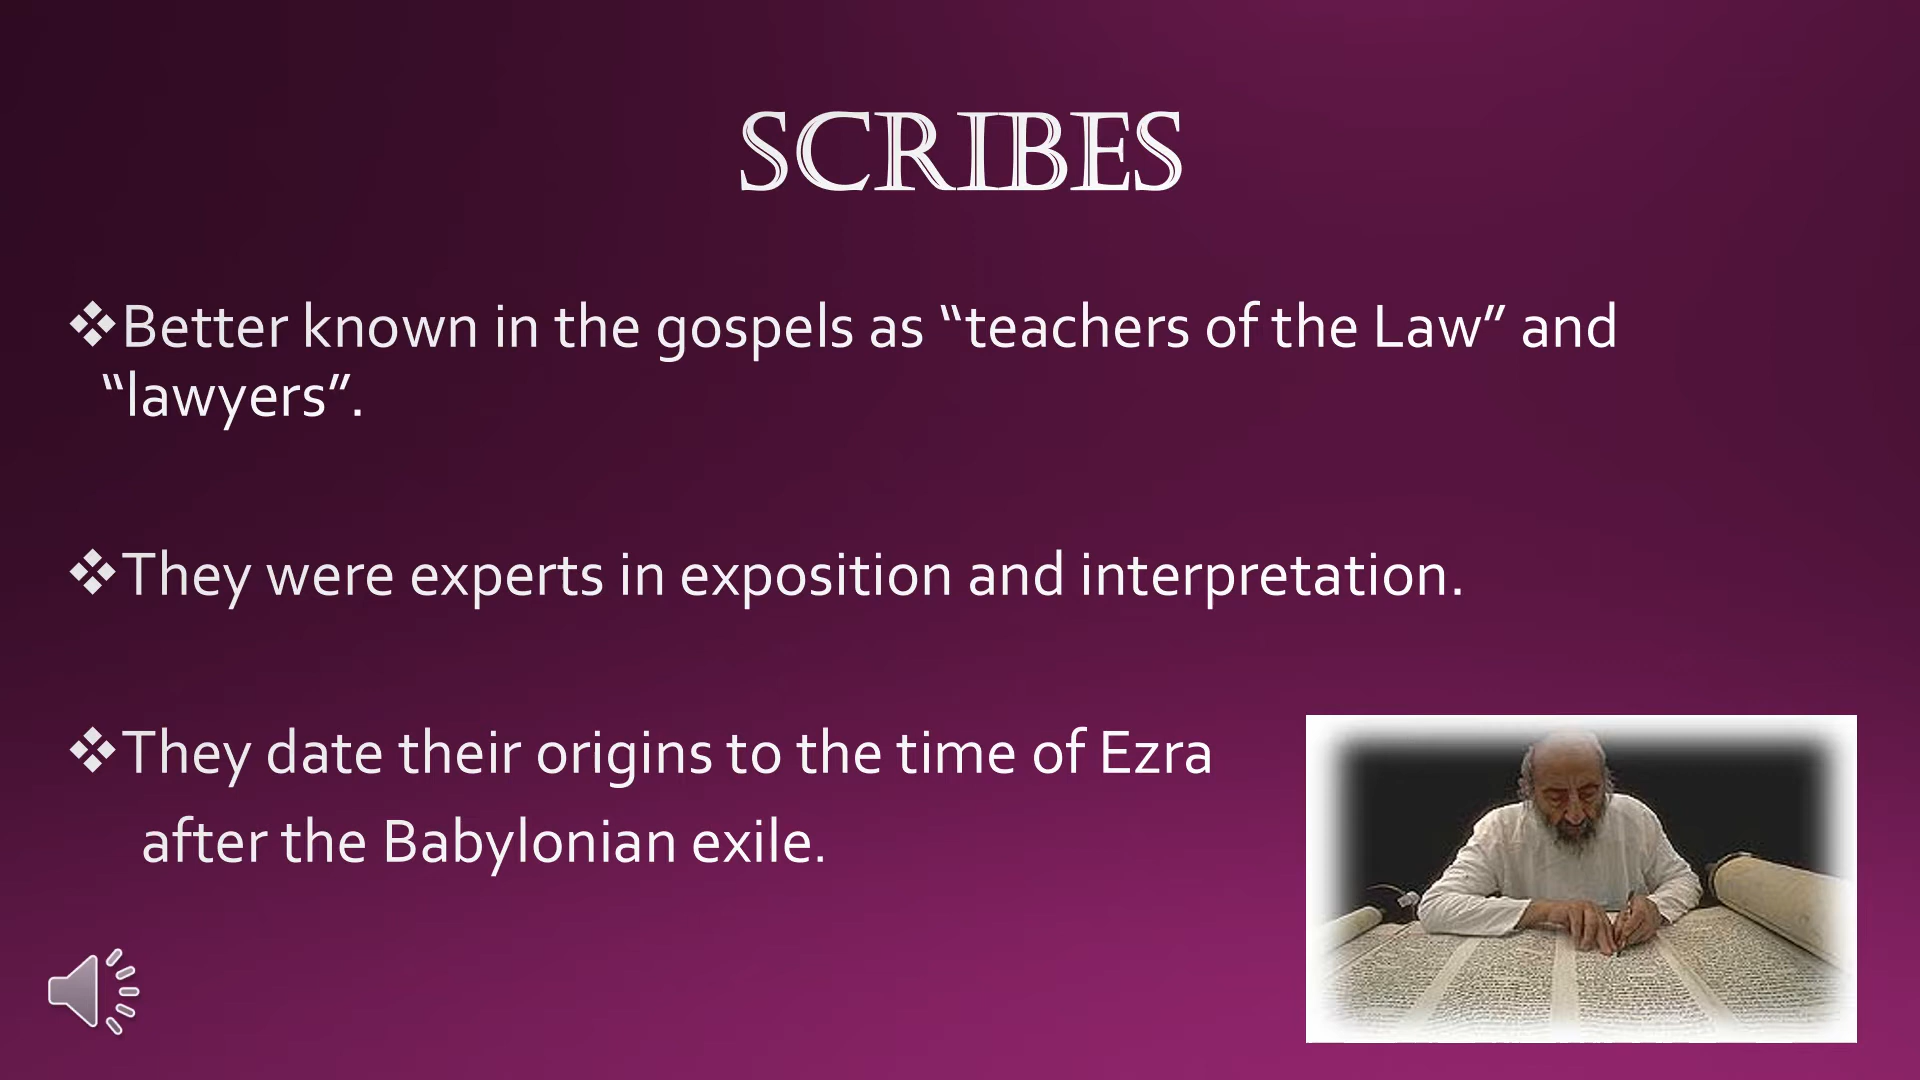 SCRIBES
❖Better known in the gospels as “teachers of the Law” and
“lawyers”.
❖They were experts in exposition and interpretation.
❖They date their origins to the time of Ezra
after the Babylonian exile.